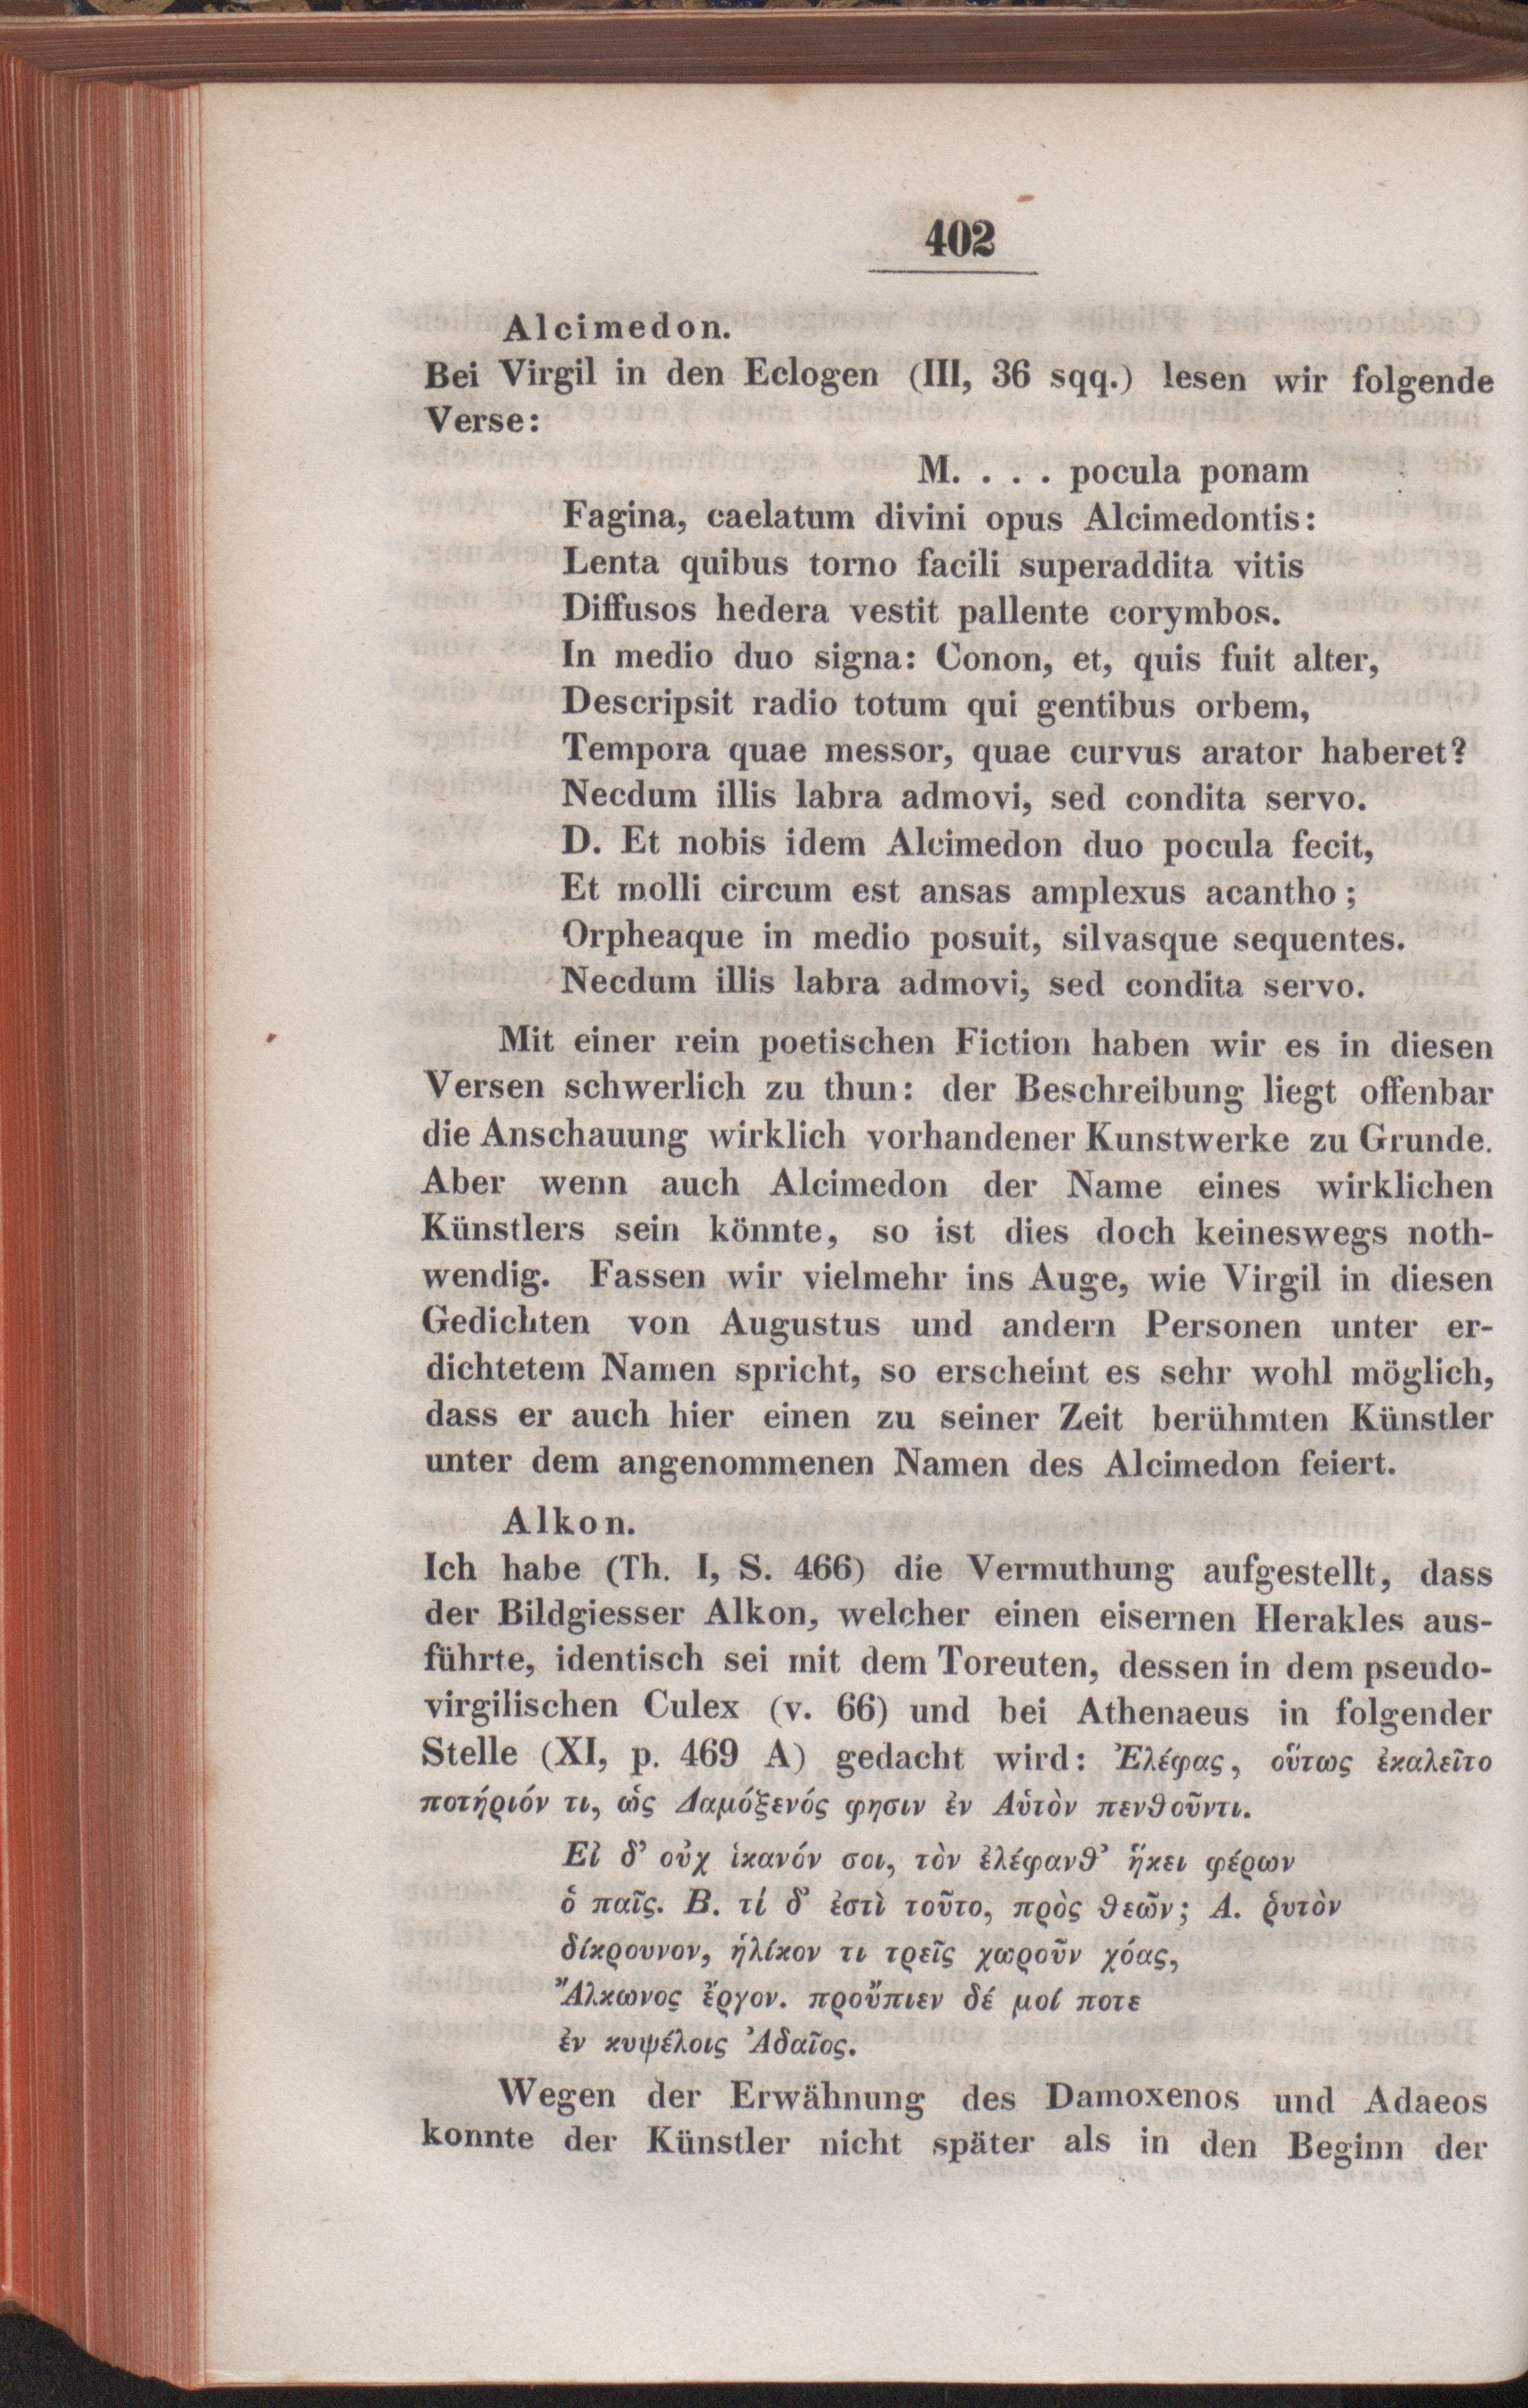 402
Alcimedon.
Bei Virgil in den Eclogen (III, 36 sqq.) lesen wir folgende
Verse:
M. . . . pocula ponam
Fagina, caelatum divini opus Alcimedontis:
Lenta quibus torno facili superaddita vitis
Diffusos hedera vestit pallente corymbos.
In medio duo signa: Conon, et, quis fuit alter,
Descripsit radio totum qui gentibus orbem,
Tempora quae messor, quae curvus arator haberet?
Necdum illis labra admovi, sed condita servo.
D. Et nobis idem Alcimedon duo pocula fecit,
Et molli circum est ansas amplexus acantho;
Orpheaque in medio posuit, silvasque sequentes.
Necdum illis labra admovi, sed condita servo.
Mit einer rein poetischen Fiction haben wir es in diesen
Versen schwerlich zu thun: der Beschreibung liegt offenbar
die Anschauung wirklich vorhandener Kunstwerke zu Grunde.
Aber wenn auch Alcimedon der Name eines wirklichen
Künstlers sein könnte, so ist dies doch keineswegs noth-
wendig. Fassen wir vielmehr ins Auge, wie Virgil in diesen
Gedichten von Augustus und andern Personen unter er-
dichtetem Namen spricht, so erscheint es sehr wohl möglich,
dass er auch hier einen zu seiner Zeit berühmten Künstler
unter dem angenommenen Namen des Alcimedon feiert.
Alkon.
Ich habe (Th. I, S. 466) die Vermuthung aufgestellt, dass
der Bildgiesser Alkon, welcher einen eisernen Herakles aus-
führte, identisch sei mit dem Toreuten, dessen in dem pseudo-
virgilischen Culex (v. 66) und bei Athenaeus in folgender
Stelle (XI, p. 469 A) gedacht wird: Ἐλέφας, οὕτως ἐκαλεῖτο
ποτήριόν τι, ὥς Δαμόξενός φησιν ἐν Αὑτὸν πενθοῦντι.
Εἰ δ’ οὐχ ἱκανόν σοι, τὸν ἐλέφανθ’ ἥκει φέρων
ὁ παῖς. Β. τί δ’ ἐστὶ τοῦτο, πρὸς θεῶν; Α. ῥυτὸν
δίκρουνον, ἡλίκον τι τρεῖς χωροῦν χόας,
Ἄλκωνος ἔργον. προὔπιεν δέ μοί ποτε
ἐν κυψέλοις Ἀδαῖος.
Wegen der Erwähnung des Damoxenos und Adaeos
konnte der Künstler nicht später als in den Beginn der